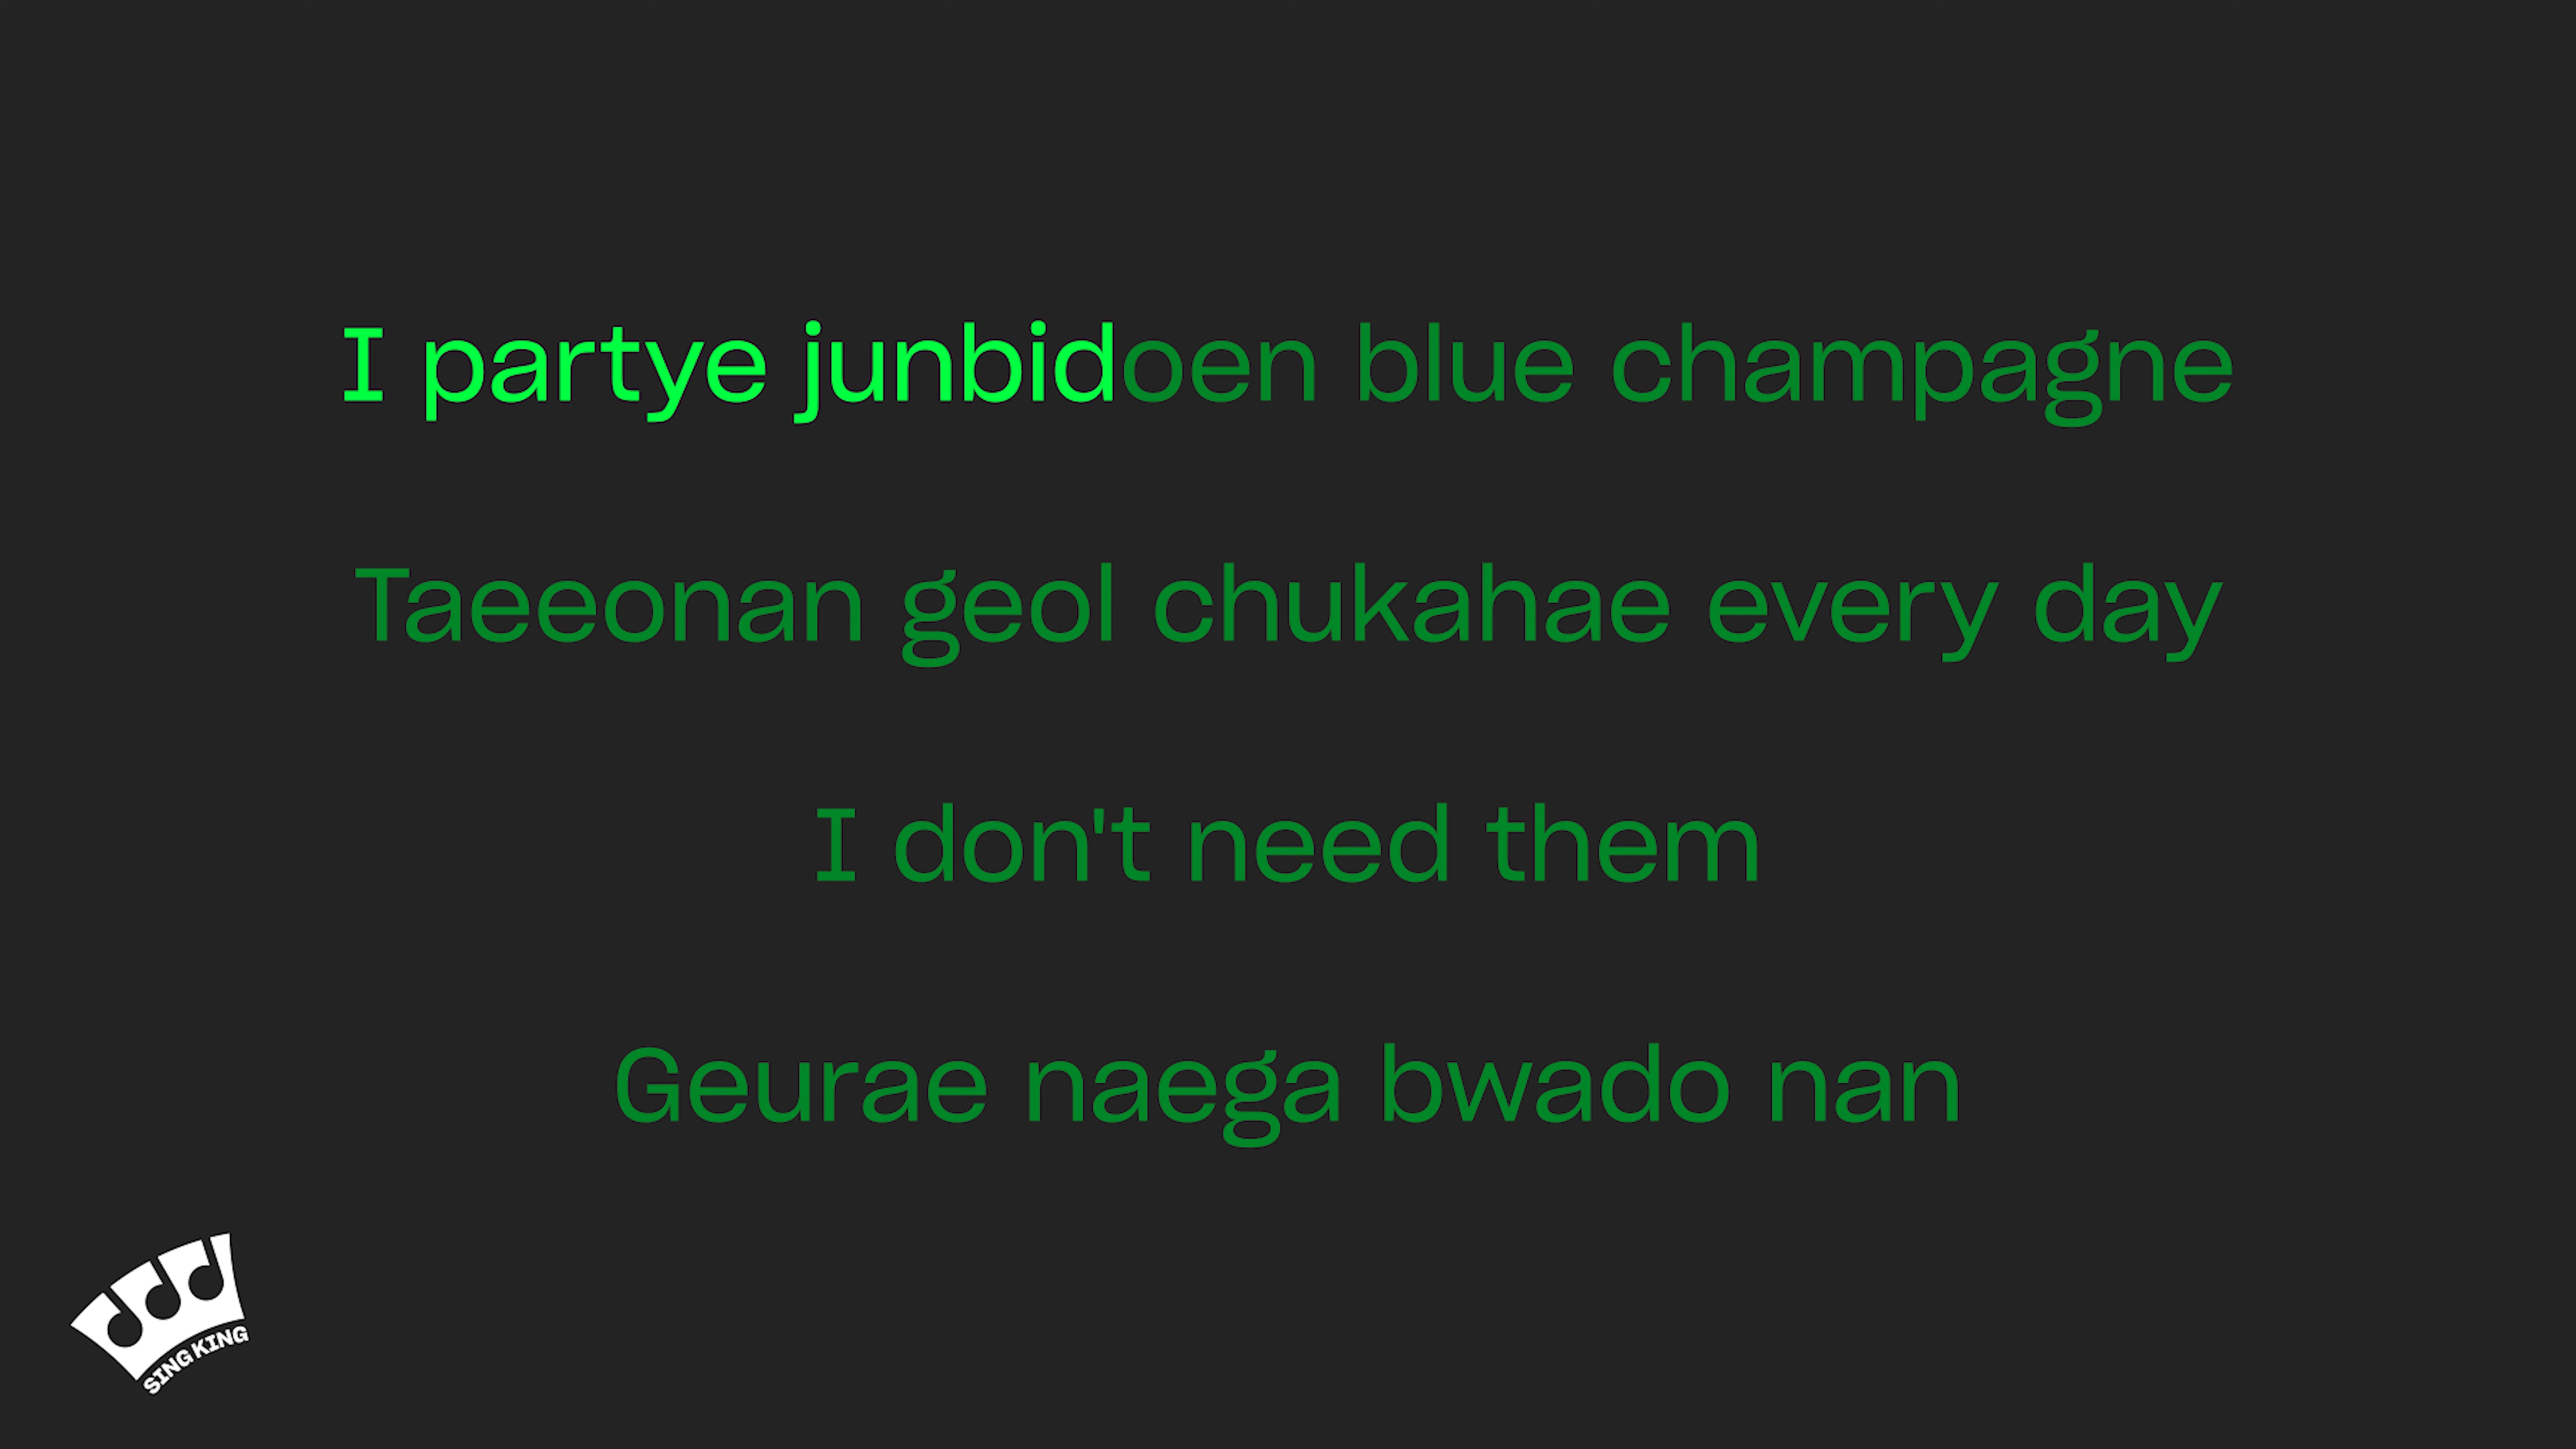 I partye junbidoen blue champagne
Taeeonan geol chukahae every day
I don't need them
Geurae naega bwado nan
SING KING